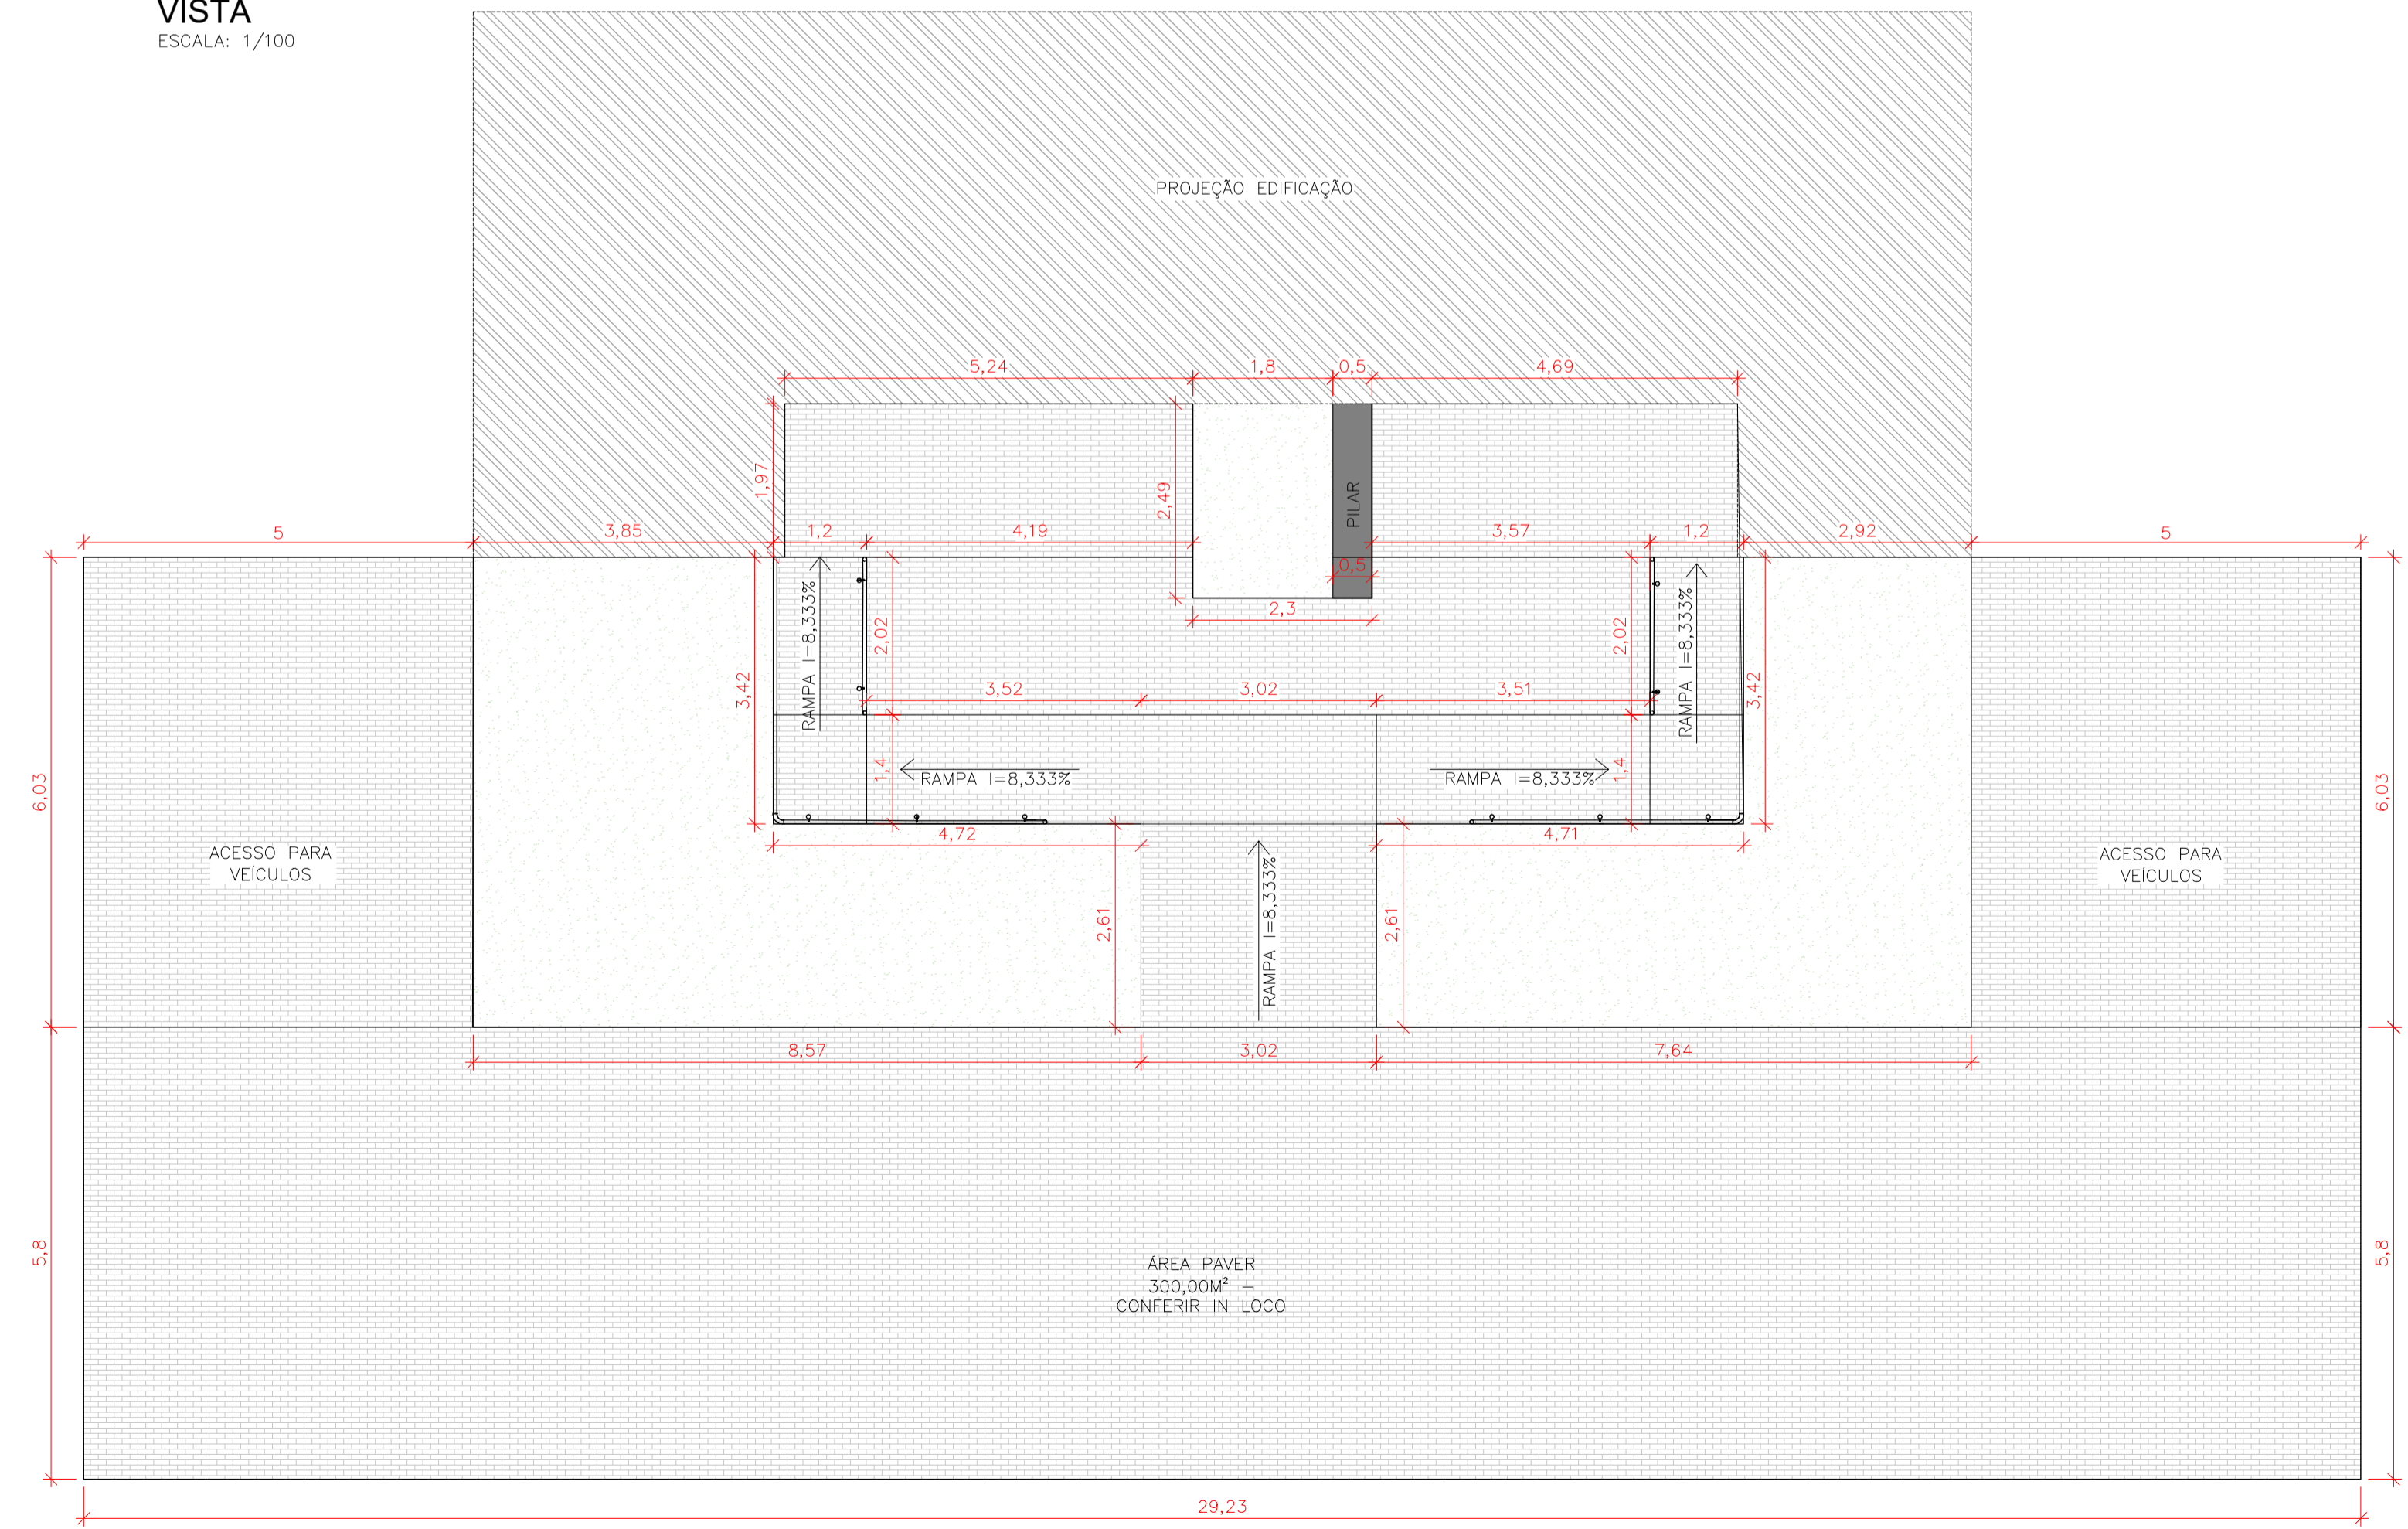 VISTA
ESCALA: 1/100
PROJEÇÃO EDIFICAÇÃO
5,24
1,8
0,5
4,69
1,97
2,49
PILAR
5
3,85
1,2
4,19
3,57
1,2
2,92
5
0,5
2,3
RAMPA I=8,333%
2,02
2,02
RAMPA I=8,333%
3,42
3,52
3,02
3,51
3,42
6,03
1,4
RAMPA I=8,333%
RAMPA I=8,333%
1,4
6,03
4,72
4,71
ACESSO PARA
VEÍCULOS
ACESSO PARA
VEÍCULOS
2,61
RAMPA I=8,333%
2,61
8,57
3,02
7,64
5,8
ÁREA PAVER
300,00M² –
CONFERIR IN LOCO
5,8
29,23